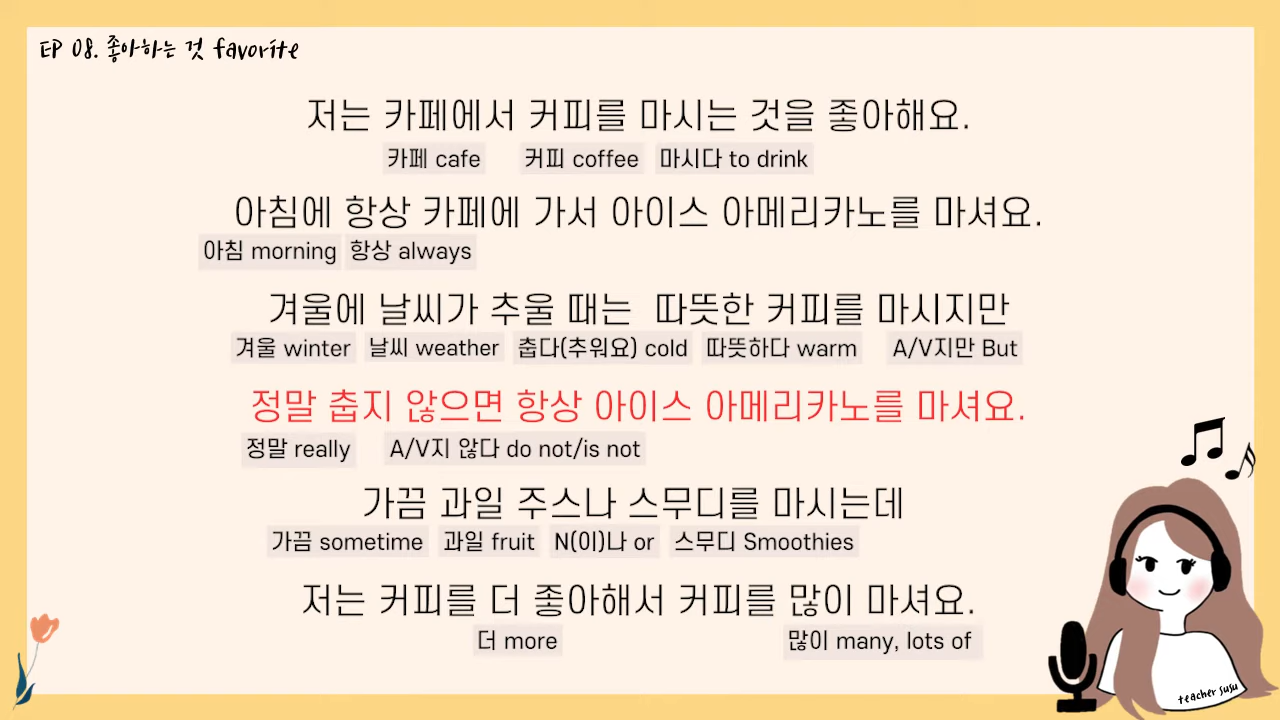 EP 08. 좋아하는 것 favorite
저는 카페에서 커피를 마시는 것을 좋아해요.
카페 cafe 커피 coffee 마시다 to drink
아침에 항상 카페에 가서 아이스 아메리카노를 마셔요.
아침 morning 항상 always
겨울에 날씨가 추울 때는 따뜻한 커피를 마시지만
겨울 winter 날씨 weather 춥다(추워요) cold 따뜻하다 warm A/V지만 But
정말 춥지 않으면 항상 아이스 아메리카노를 마셔요.
정말 really A/V지 않다 do not/is not
가끔 과일 주스나 스무디를 마시는데
가끔 sometime 과일 fruit N(이)나 or 스무디 Smoothies
저는 커피를 더 좋아해서 커피를 많이 마셔요.
더 more 많이 many, lots of
teacher susu